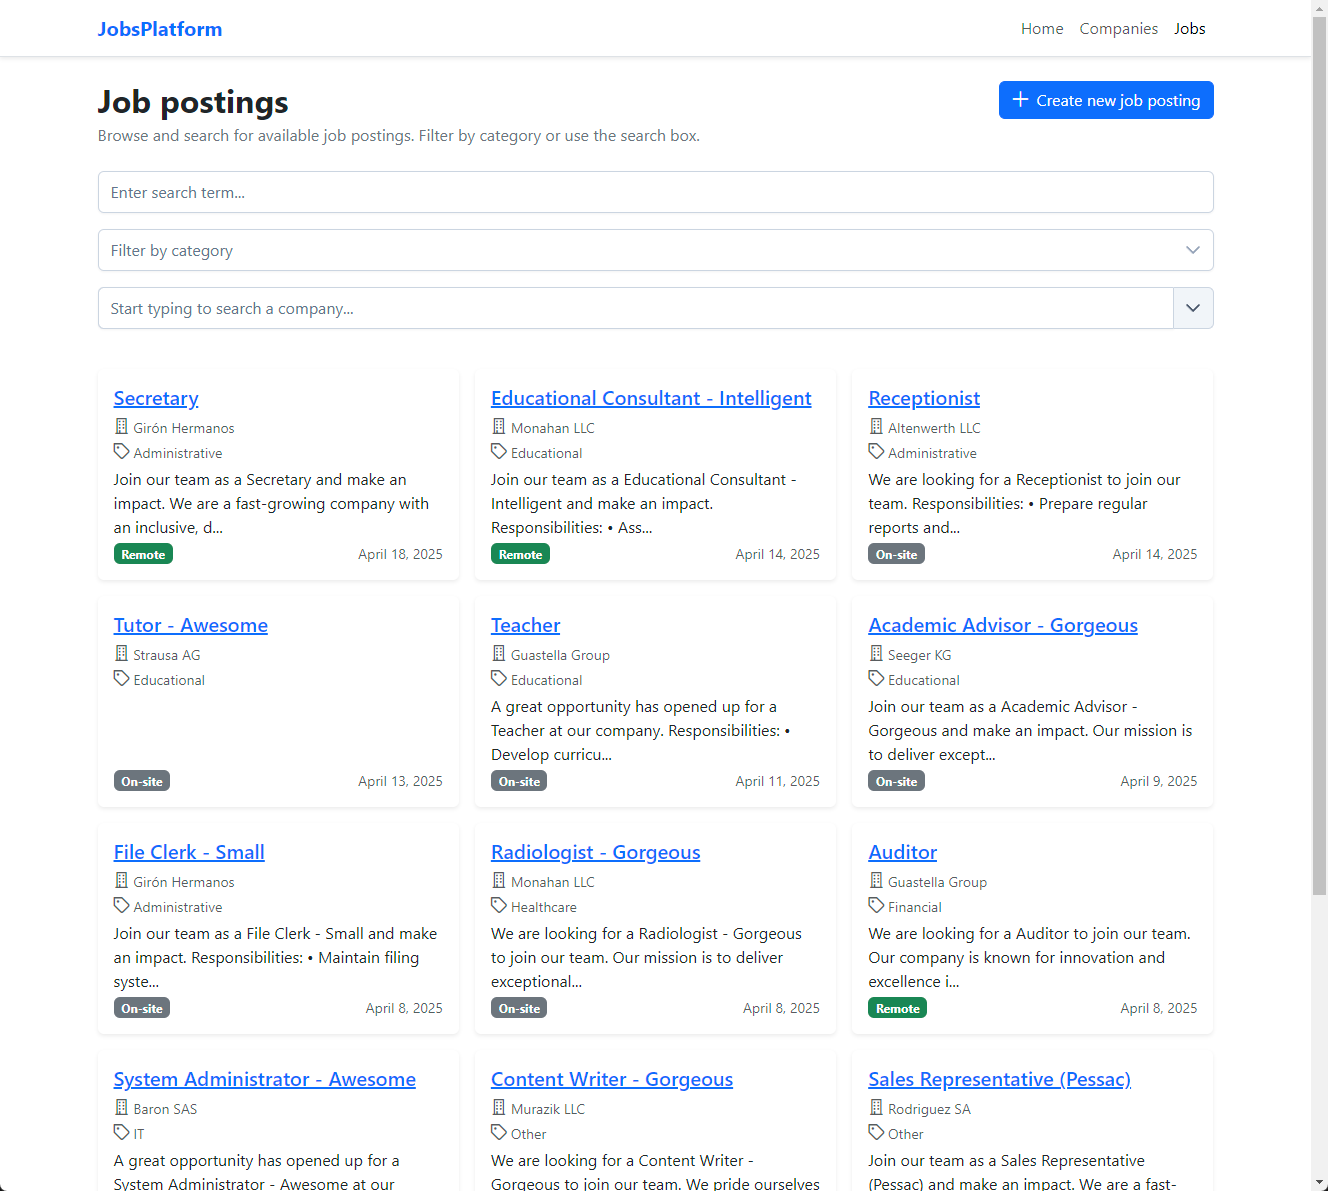 JobsPlatform
Home Companies Jobs
Job postings
Create new job posting
Browse and search for available job postings. Filter by category or use the search box.
Enter search term...
Filter by category
Start typing to search a company...
Secretary
Girón Hermanos
Administrative
Join our team as a Secretary and make an
impact. We are a fast-growing company with
an inclusive, d...
Remote April 18, 2025
Educational Consultant - Intelligent
Monahan LLC
Educational
Join our team as a Educational Consultant -
Intelligent and make an impact.
Responsibilities: • Ass...
Remote April 14, 2025
Receptionist
Altenwerth LLC
Administrative
We are looking for a Receptionist to join our
team. Responsibilities: • Prepare regular
reports and...
On-site April 14, 2025
Tutor - Awesome
Strausa AG
Educational
On-site April 13, 2025
Teacher
Guastella Group
Educational
A great opportunity has opened up for a
Teacher at our company. Responsibilities: •
Develop curricu...
On-site April 11, 2025
Academic Advisor - Gorgeous
Seeger KG
Educational
Join our team as a Academic Advisor -
Gorgeous and make an impact. Our mission is
to deliver except...
On-site April 9, 2025
File Clerk - Small
Girón Hermanos
Administrative
Join our team as a File Clerk - Small and make
an impact. Responsibilities: • Maintain filing
syste...
On-site April 8, 2025
Radiologist - Gorgeous
Monahan LLC
Healthcare
We are looking for a Radiologist - Gorgeous
to join our team. Our mission is to deliver
exceptional...
On-site April 8, 2025
Auditor
Guastella Group
Financial
We are looking for a Auditor to join our team.
Our company is known for innovation and
excellence i...
Remote April 8, 2025
System Administrator - Awesome
Baron SAS
IT
A great opportunity has opened up for a
System Administrator - Awesome at our
Content Writer - Gorgeous
Murazik LLC
Other
We are looking for a Content Writer -
Gorgeous to join our team. We pride ourselves
Sales Representative (Pessac)
Rodriguez SA
Other
Join our team as a Sales Representative
(Pessac) and make an impact. We are a fast-